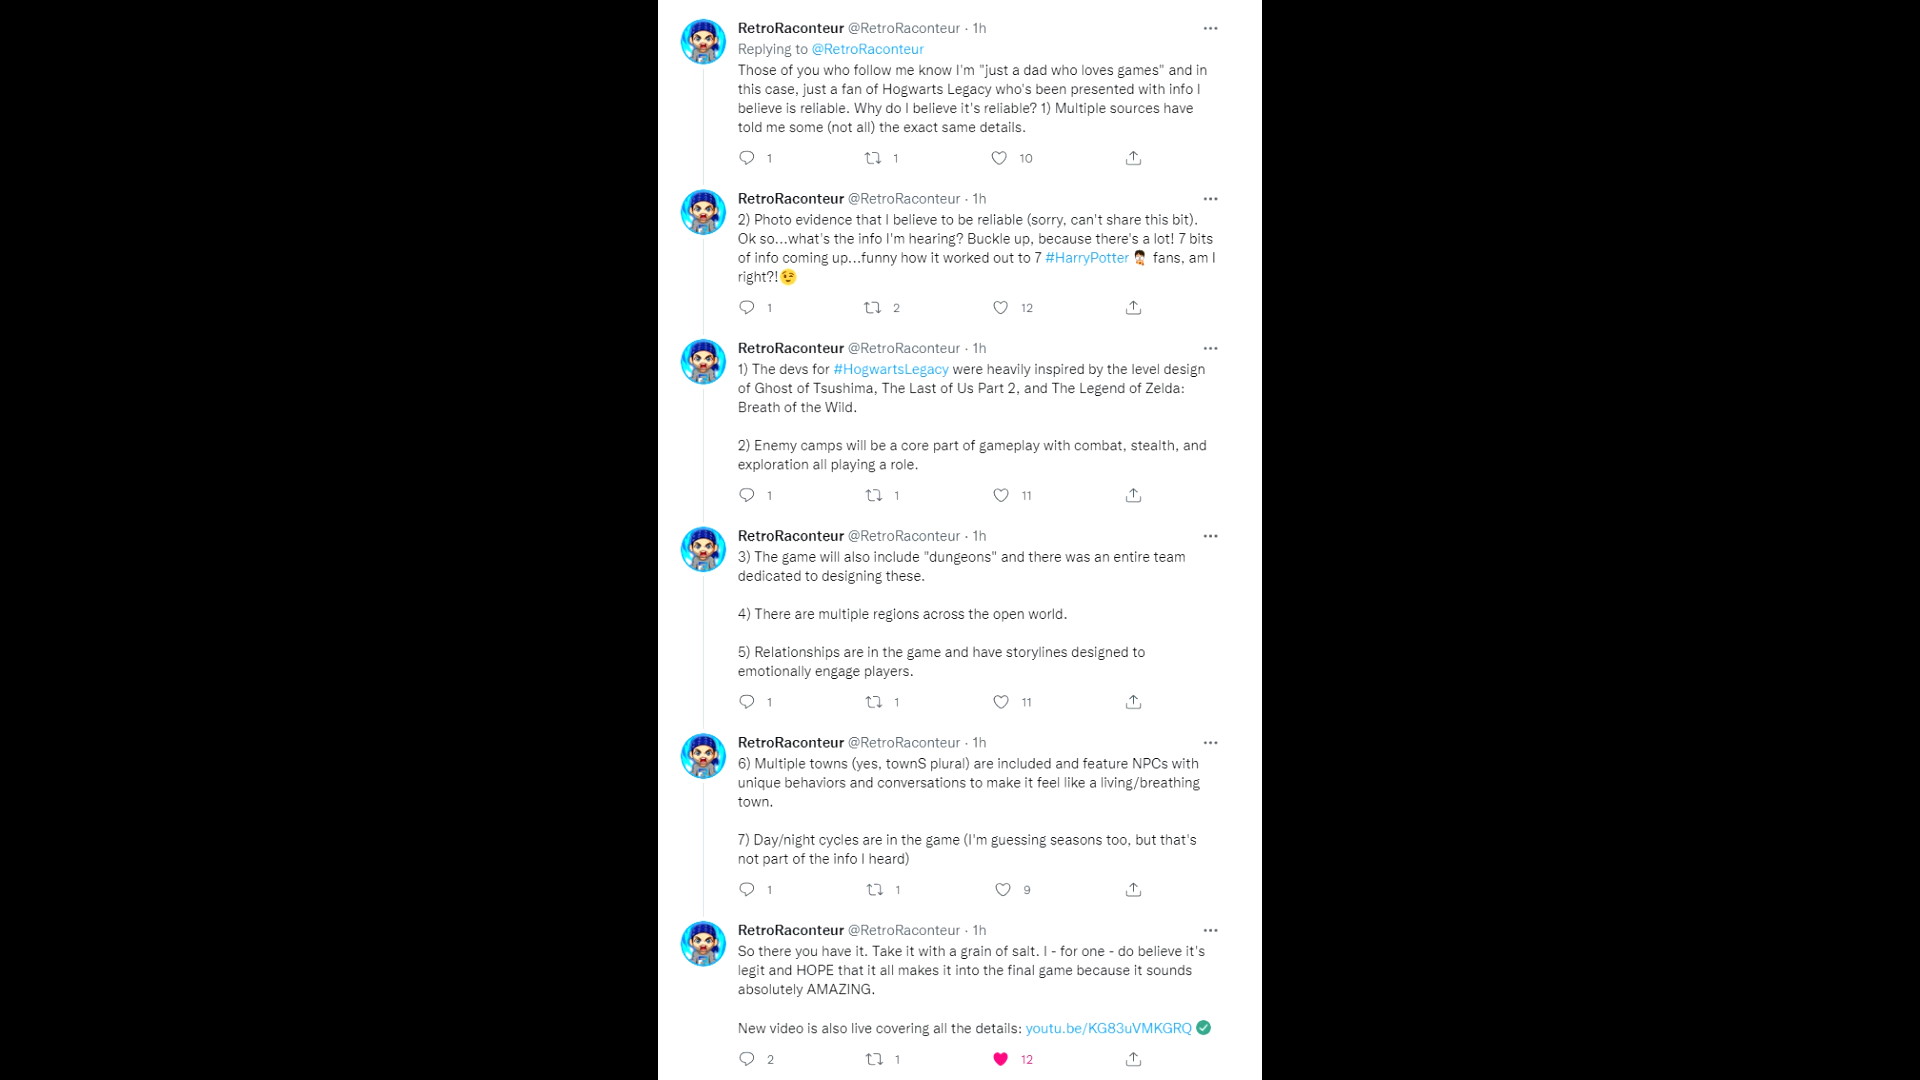 RetroRaconteur @RetroRaconteur · 1h
Replying to @RetroRaconteur
Those of you who follow me know I'm "just a dad who loves games" and in
this case, just a fan of Hogwarts Legacy who's been presented with info I
believe is reliable. Why do I believe it's reliable? 1) Multiple sources have
told me some (not all) the exact same details.
1 1 10
RetroRaconteur @RetroRaconteur · 1h
2) Photo evidence that I believe to be reliable (sorry, can't share this bit).
Ok so...what's the info I'm hearing? Buckle up, because there's a lot! 7 bits
of info coming up...funny how it worked out to 7 #HarryPotter fans, am I
right?!😉
1 2 12
RetroRaconteur @RetroRaconteur · 1h
1) The devs for #HogwartsLegacy were heavily inspired by the level design
of Ghost of Tsushima, The Last of Us Part 2, and The Legend of Zelda:
Breath of the Wild.
2) Enemy camps will be a core part of gameplay with combat, stealth, and
exploration all playing a role.
1 1 11
RetroRaconteur @RetroRaconteur · 1h
3) The game will also include "dungeons" and there was an entire team
dedicated to designing these.
4) There are multiple regions across the open world.
5) Relationships are in the game and have storylines designed to
emotionally engage players.
1 1 11
RetroRaconteur @RetroRaconteur · 1h
6) Multiple towns (yes, townS plural) are included and feature NPCs with
unique behaviors and conversations to make it feel like a living/breathing
town.
7) Day/night cycles are in the game (I'm guessing seasons too, but that's
not part of the info I heard)
1 1 9
RetroRaconteur @RetroRaconteur · 1h
So there you have it. Take it with a grain of salt. I - for one - do believe it's
legit and HOPE that it all makes it into the final game because it sounds
absolutely AMAZING.
New video is also live covering all the details: youtu.be/KG83uVMKGRQ
2 1 12